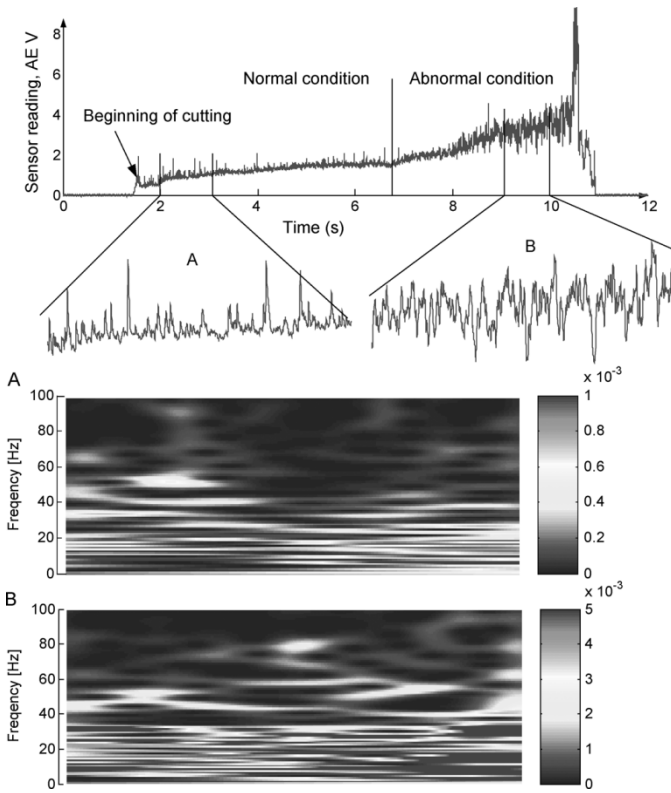 Sensor reading, AE V
8
6
4
2
0
Normal condition
Abnormal condition
Beginning of cutting
0 2 4 6 8 10 12
Time (s)
A
B
A
Freqency [Hz]
100
80
60
40
20
0
x 10⁻³
1
0.8
0.6
0.4
0.2
0
B
Freqency [Hz]
100
80
60
40
20
0
x 10⁻³
5
4
3
2
1
0